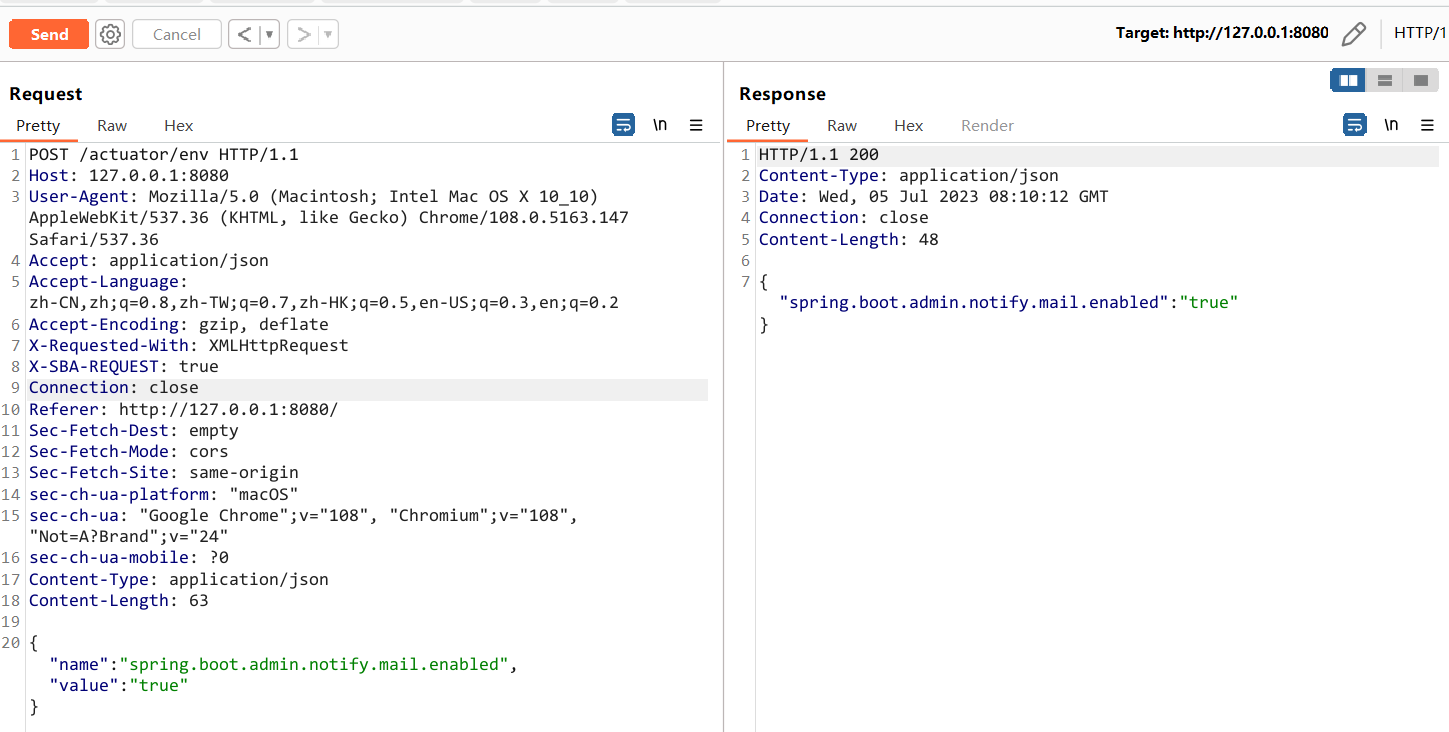 Send
Cancel
Target: http://127.0.0.1:8080
HTTP/1
Request
Pretty Raw Hex
\n
1 POST /actuator/env HTTP/1.1
2 Host: 127.0.0.1:8080
3 User-Agent: Mozilla/5.0 (Macintosh; Intel Mac OS X 10_10)
AppleWebKit/537.36 (KHTML, like Gecko) Chrome/108.0.5163.147
Safari/537.36
4 Accept: application/json
5 Accept-Language:
zh-CN,zh;q=0.8,zh-TW;q=0.7,zh-HK;q=0.5,en-US;q=0.3,en;q=0.2
6 Accept-Encoding: gzip, deflate
7 X-Requested-With: XMLHttpRequest
8 X-SBA-REQUEST: true
9 Connection: close
10 Referer: http://127.0.0.1:8080/
11 Sec-Fetch-Dest: empty
12 Sec-Fetch-Mode: cors
13 Sec-Fetch-Site: same-origin
14 sec-ch-ua-platform: "macOS"
15 sec-ch-ua: "Google Chrome";v="108", "Chromium";v="108",
"Not=A?Brand";v="24"
16 sec-ch-ua-mobile: ?0
17 Content-Type: application/json
18 Content-Length: 63
19
20 {
"name":"spring.boot.admin.notify.mail.enabled",
"value":"true"
}
Response
Pretty Raw Hex Render
\n
1 HTTP/1.1 200
2 Content-Type: application/json
3 Date: Wed, 05 Jul 2023 08:10:12 GMT
4 Connection: close
5 Content-Length: 48
6
7 {
"spring.boot.admin.notify.mail.enabled":"true"
}